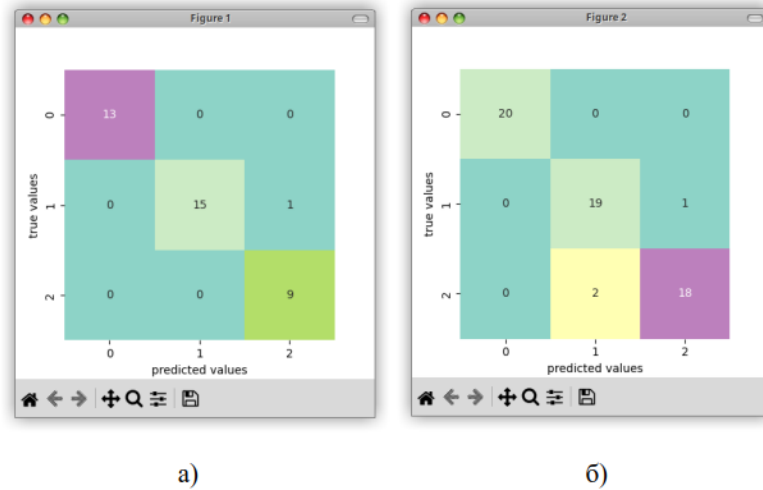 Figure 1
0
13 0 0
true values
1
0 15 1
2
0 0 9
0 1 2
predicted values
Figure 2
0
20 0 0
true values
1
0 19 1
2
0 2 18
0 1 2
predicted values
а)
б)